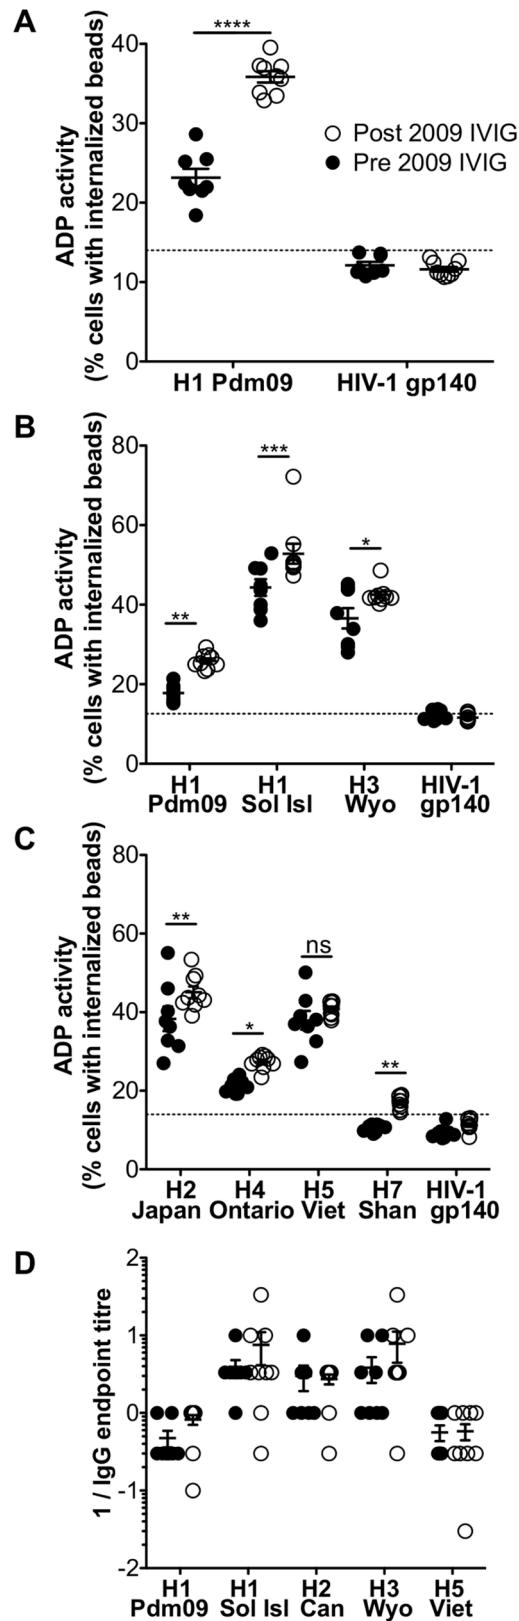 A
ADP activity
(% cells with internalized beads)
40
30
20
10
0
****
Post 2009 IVIG
Pre 2009 IVIG
H1 Pdm09
HIV-1 gp140
B
ADP activity
(% cells with internalized beads)
80
60
40
20
0
**
***
*
H1 H1 H3 HIV-1
Pdm09 Sol Isl Wyo gp140
C
ADP activity
(% cells with internalized beads)
80
60
40
20
0
**
*
ns
**
H2 H4 H5 H7 HIV-1
Japan Ontario Viet Shan gp140
D
1 / IgG endpoint titre
2
1
0
-1
-2
H1 H1 H2 H3 H5
Pdm09 Sol Isl Can Wyo Viet